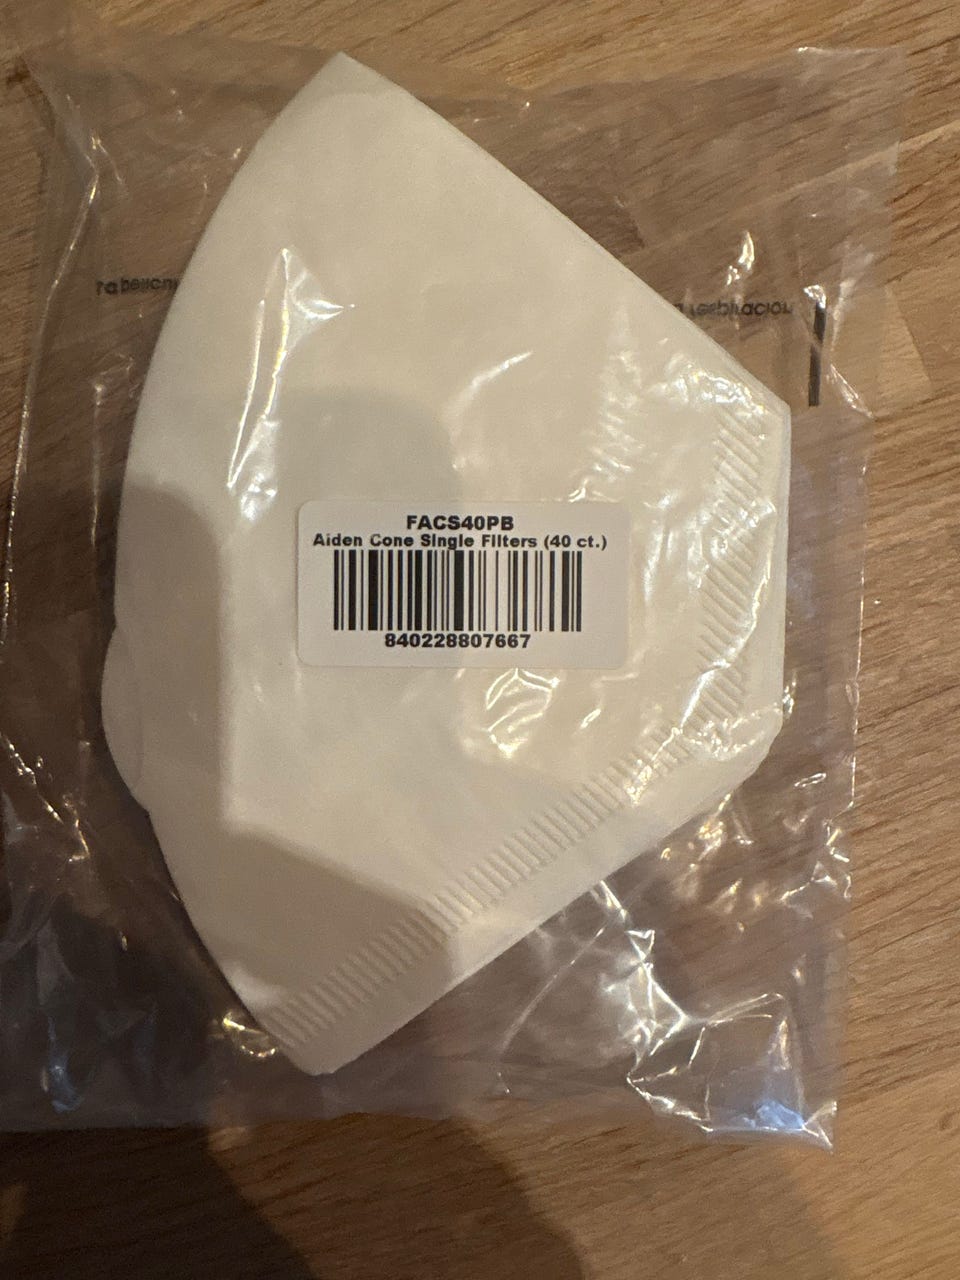 FACS40PB
Aiden Cone Single Filters (40 ct.)
840228807667